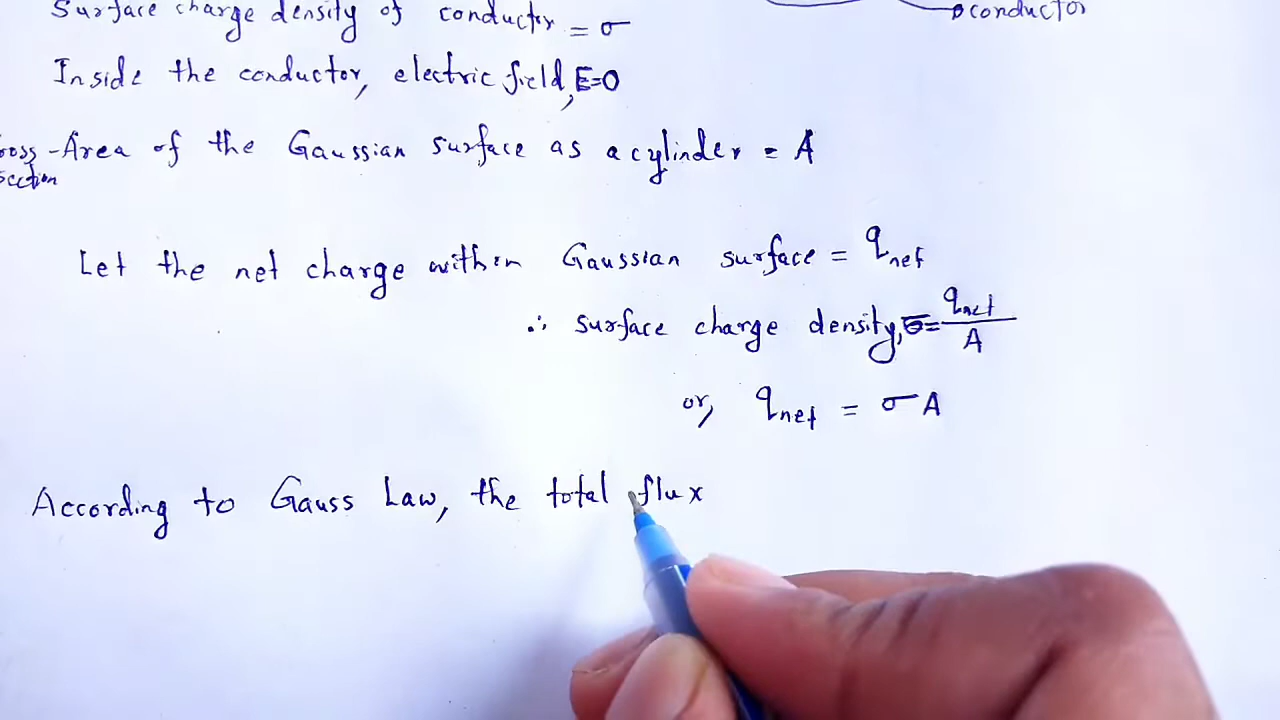 Surface charge density of conductor = σ
conductor
Inside the conductor, electric field, E=0
-Area of the Gaussian surface as a cylinder = A
section
Let the net charge within Gaussian surface = qnet
∴ surface charge density, σ = qnet / A
or, qnet = σA
According to Gauss Law, the total flux